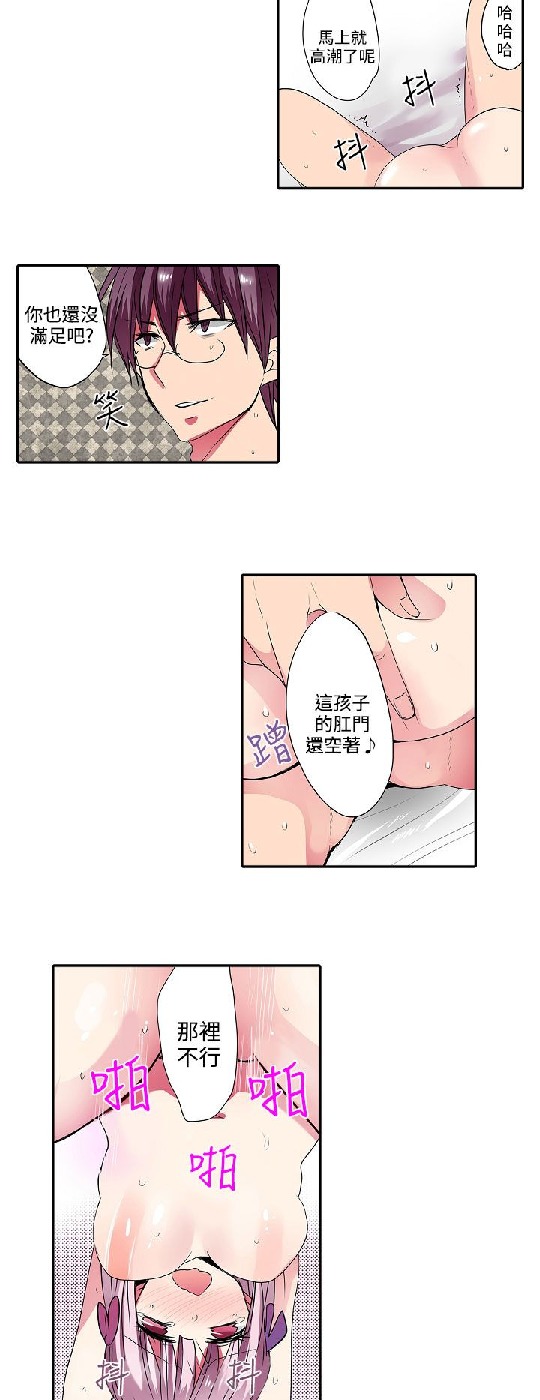 哈哈哈
馬上就
高潮了呢
抖
抖
你也還沒
滿足吧?
笑
這孩子
的肛門
還空著♪
蹭
那裡
不行
啪
啪
啪
抖
抖